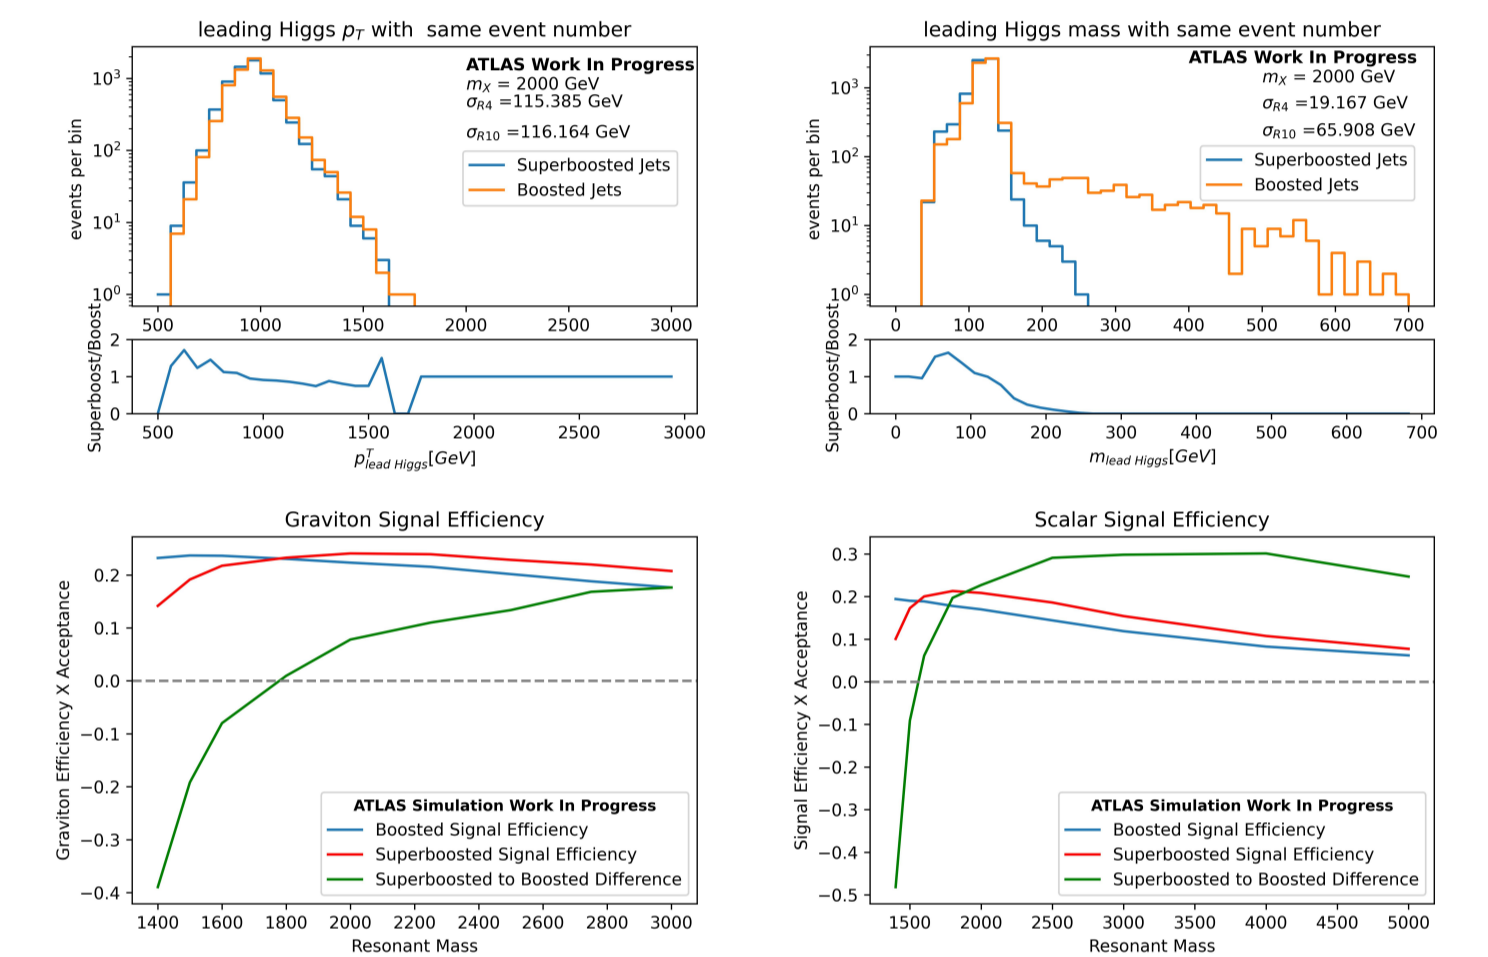 leading Higgs p_T with  same event number
ATLAS Work In Progress
m_X = 2000 GeV
σ_R4 =115.385 GeV
σ_R10 =116.164 GeV
Superboosted Jets
Boosted Jets
events per bin
10^3
10^2
10^1
10^0
500 1000 1500 2000 2500 3000
Superboost/Boost
2
1
0
500 1000 1500 2000 2500 3000
p^T_lead Higgs[GeV]
leading Higgs mass with same event number
ATLAS Work In Progress
m_X = 2000 GeV
σ_R4 =19.167 GeV
σ_R10 =65.908 GeV
Superboosted Jets
Boosted Jets
events per bin
10^3
10^2
10^1
10^0
0 100 200 300 400 500 600 700
Superboost/Boost
2
1
0
0 100 200 300 400 500 600 700
m_lead Higgs[GeV]
Graviton Signal Efficiency
Graviton Efficiency X Acceptance
0.2
0.1
0.0
−0.1
−0.2
−0.3
−0.4
ATLAS Simulation Work In Progress
Boosted Signal Efficiency
Superboosted Signal Efficiency
Superboosted to Boosted Difference
1400 1600 1800 2000 2200 2400 2600 2800 3000
Resonant Mass
Scalar Signal Efficiency
Signal Efficiency X Acceptance
0.3
0.2
0.1
0.0
−0.1
−0.2
−0.3
−0.4
−0.5
ATLAS Simulation Work In Progress
Boosted Signal Efficiency
Superboosted Signal Efficiency
Superboosted to Boosted Difference
1500 2000 2500 3000 3500 4000 4500 5000
Resonant Mass